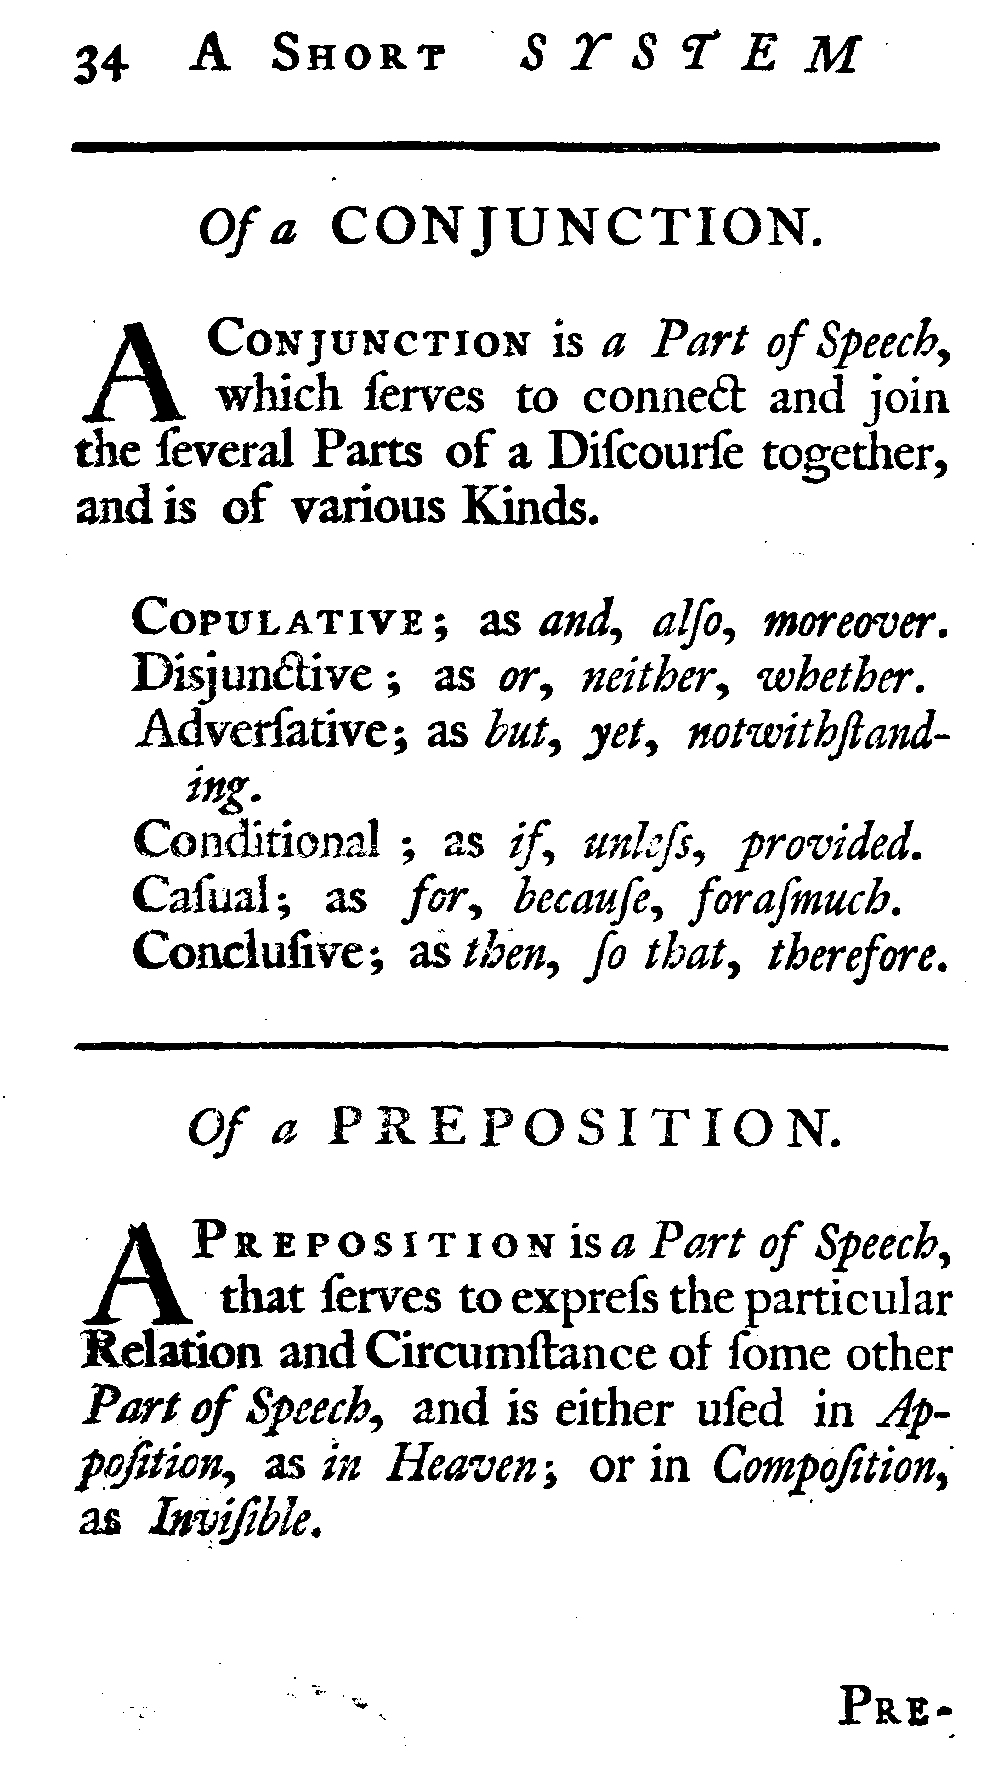 34 A SHORT SYSTEM
Of a CONJUNCTION.
A CONJUNCTION is a Part of Speech,
which ſerves to connect and join
the ſeveral Parts of a Diſcourſe together,
and is of various Kinds.
COPULATIVE; as and, alſo, moreover.
Disjunctive; as or, neither, whether.
Adverſative; as but, yet, notwithſtand-
ing.
Conditional ; as if, unleſs, provided.
Caſual; as for, becauſe, foraſmuch.
Concluſive; as then, ſo that, therefore.
Of a PREPOSITION.
A PREPOSITION is a Part of Speech,
that ſerves to expreſs the particular
Relation and Circumſtance of ſome other
Part of Speech, and is either uſed in Ap-
poſition, as in Heaven; or in Compoſition,
as Inviſible.
PRE-